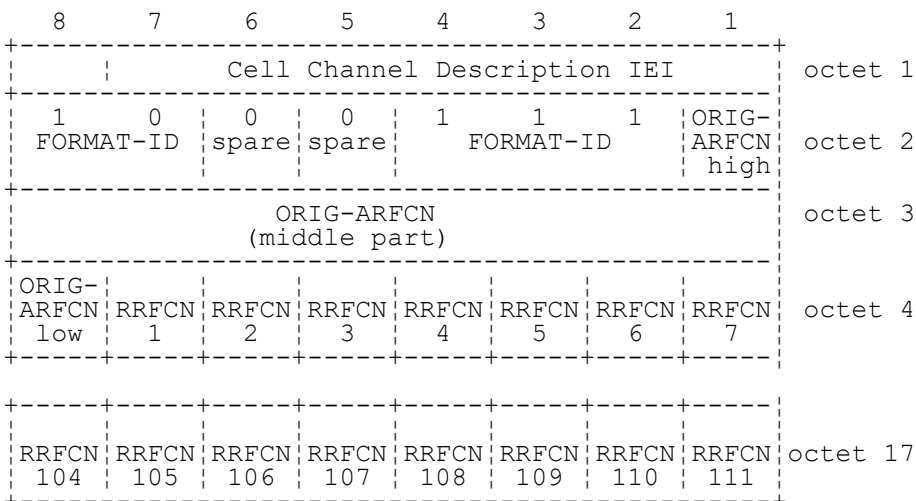 8 7 6 5 4 3 2 1
Cell Channel Description IEI octet 1
1 0 0 0 1 1 1 ORIG-
FORMAT-ID spare spare FORMAT-ID ARFCN octet 2
high
ORIG-ARFCN octet 3
(middle part)
ORIG-
ARFCN RRFCN RRFCN RRFCN RRFCN RRFCN RRFCN RRFCN octet 4
low 1 2 3 4 5 6 7
RRFCN RRFCN RRFCN RRFCN RRFCN RRFCN RRFCN RRFCN octet 17
104 105 106 107 108 109 110 111